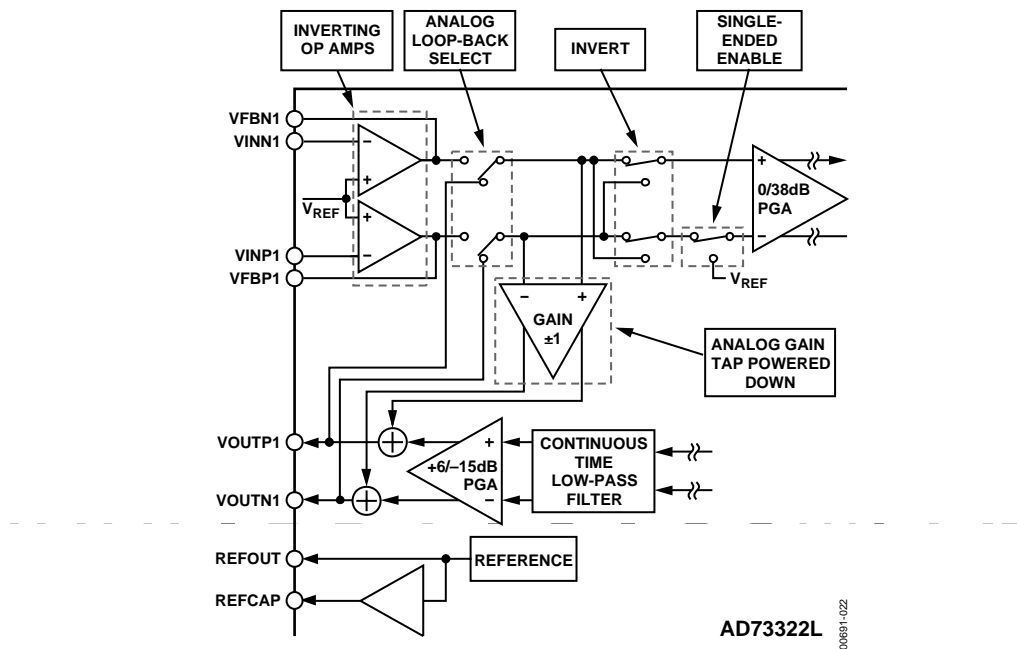 INVERTING
OP AMPS
ANALOG
LOOP-BACK
SELECT
INVERT
SINGLE-
ENDED
ENABLE
VFBN1
VINN1
VREF
VINP1
VFBP1
–
+
+
–
+
0/38dB
PGA
–
VREF
–
+
GAIN
±1
ANALOG GAIN
TAP POWERED
DOWN
VOUTP1
VOUTN1
+
+6/–15dB
PGA
–
CONTINUOUS
TIME
LOW-PASS
FILTER
REFOUT
REFCAP
REFERENCE
AD73322L
00691-022